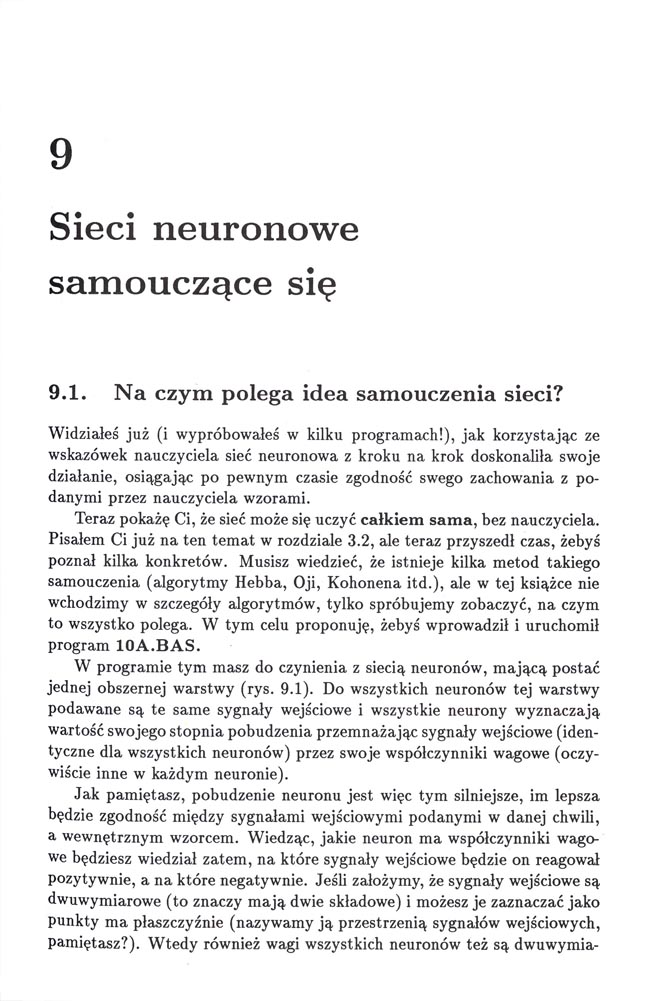 9
Sieci neuronowe
samouczące się
9.1. Na czym polega idea samouczenia sieci?
Widziałeś już (i wypróbowałeś w kilku programach!), jak korzystając ze
wskazówek nauczyciela sieć neuronowa z kroku na krok doskonaliła swoje
działanie, osiągając po pewnym czasie zgodność swego zachowania z po-
danymi przez nauczyciela wzorami.
Teraz pokażę Ci, że sieć może się uczyć całkiem sama, bez nauczyciela.
Pisałem Ci już na ten temat w rozdziale 3.2, ale teraz przyszedł czas, żebyś
poznał kilka konkretów. Musisz wiedzieć, że istnieje kilka metod takiego
samouczenia (algorytmy Hebba, Oji, Kohonena itd.), ale w tej książce nie
wchodzimy w szczegóły algorytmów, tylko spróbujemy zobaczyć, na czym
to wszystko polega. W tym celu proponuję, żebyś wprowadził i uruchomił
program 10A.BAS.
W programie tym masz do czynienia z siecią neuronów, mającą postać
jednej obszernej warstwy (rys. 9.1). Do wszystkich neuronów tej warstwy
podawane są te same sygnały wejściowe i wszystkie neurony wyznaczają
wartość swojego stopnia pobudzenia przemnażając sygnały wejściowe (iden-
tyczne dla wszystkich neuronów) przez swoje współczynniki wagowe (oczy-
wiście inne w każdym neuronie).
Jak pamiętasz, pobudzenie neuronu jest więc tym silniejsze, im lepsza
będzie zgodność między sygnałami wejściowymi podanymi w danej chwili,
a wewnętrznym wzorcem. Wiedząc, jakie neuron ma współczynniki wago-
we będziesz wiedział zatem, na które sygnały wejściowe będzie on reagował
pozytywnie, a na które negatywnie. Jeśli założymy, że sygnały wejściowe są
dwuwymiarowe (to znaczy mają dwie składowe) i możesz je zaznaczać jako
punkty ma płaszczyźnie (nazywamy ją przestrzenią sygnałów wejściowych,
pamiętasz?). Wtedy również wagi wszystkich neuronów też są dwuwymia-